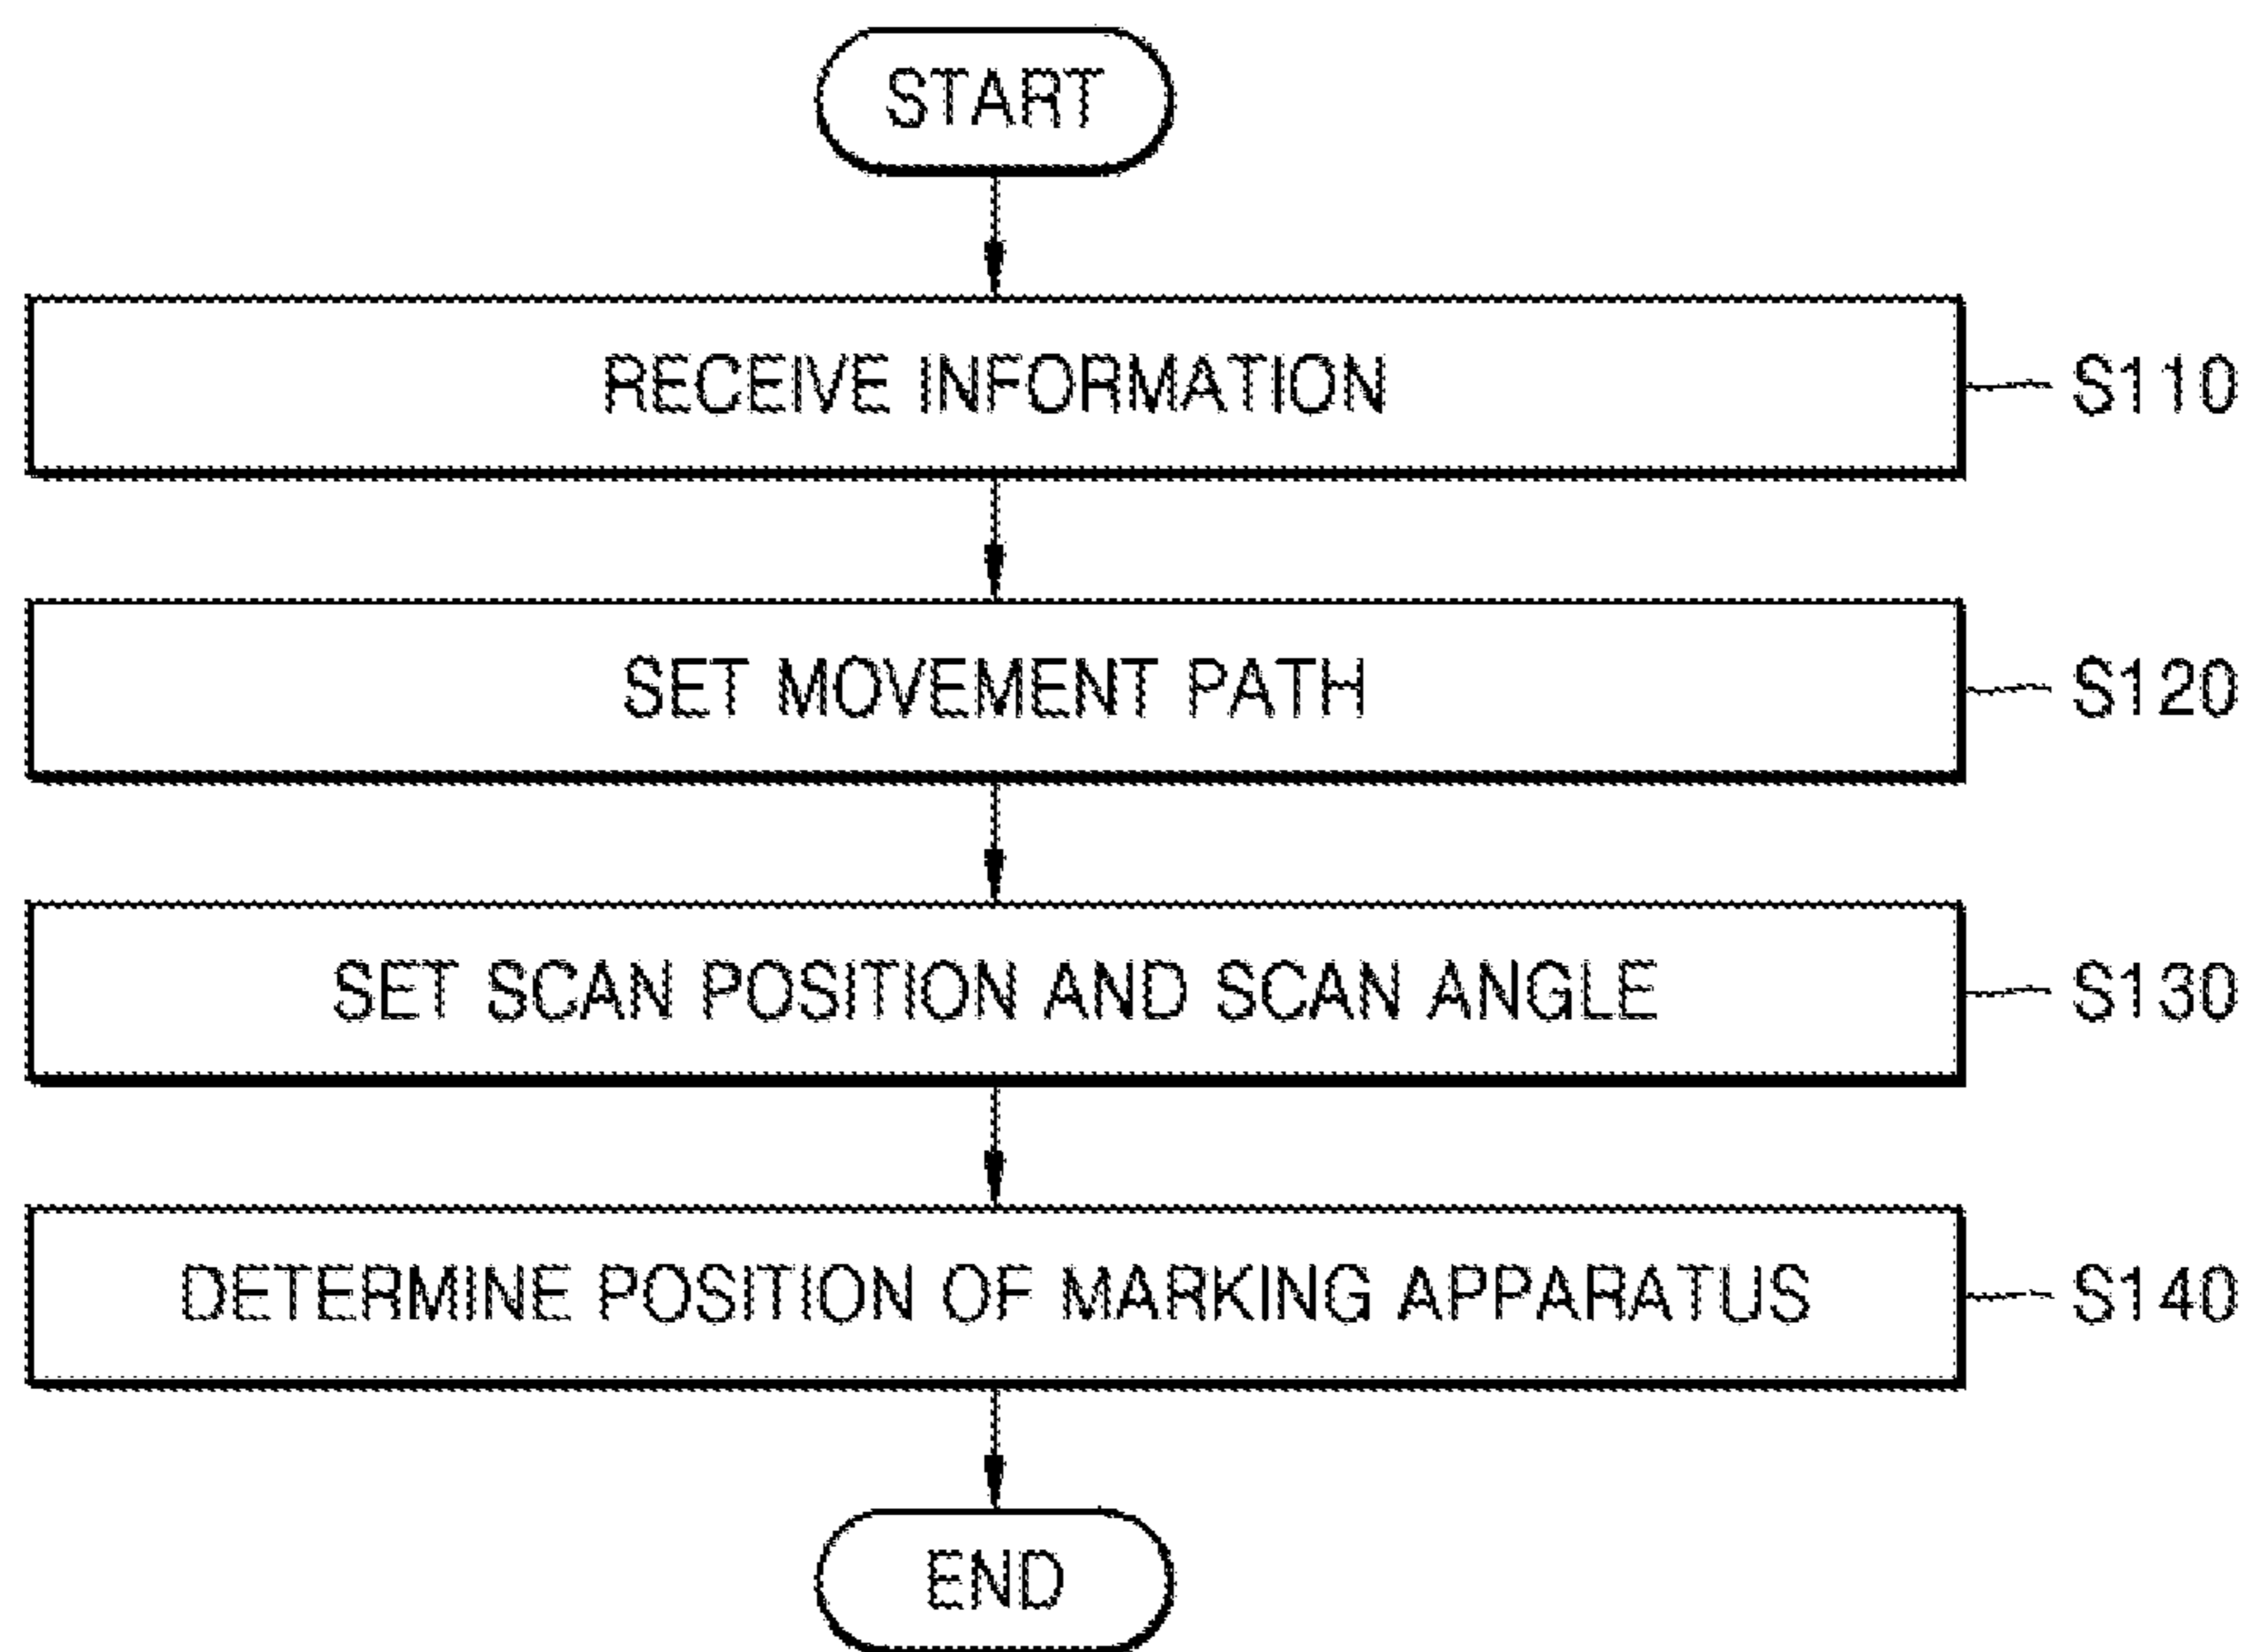 START
RECEIVE INFORMATION
S110
SET MOVEMENT PATH
S120
SET SCAN POSITION AND SCAN ANGLE
S130
DETERMINE POSITION OF MARKING APPARATUS
S140
END